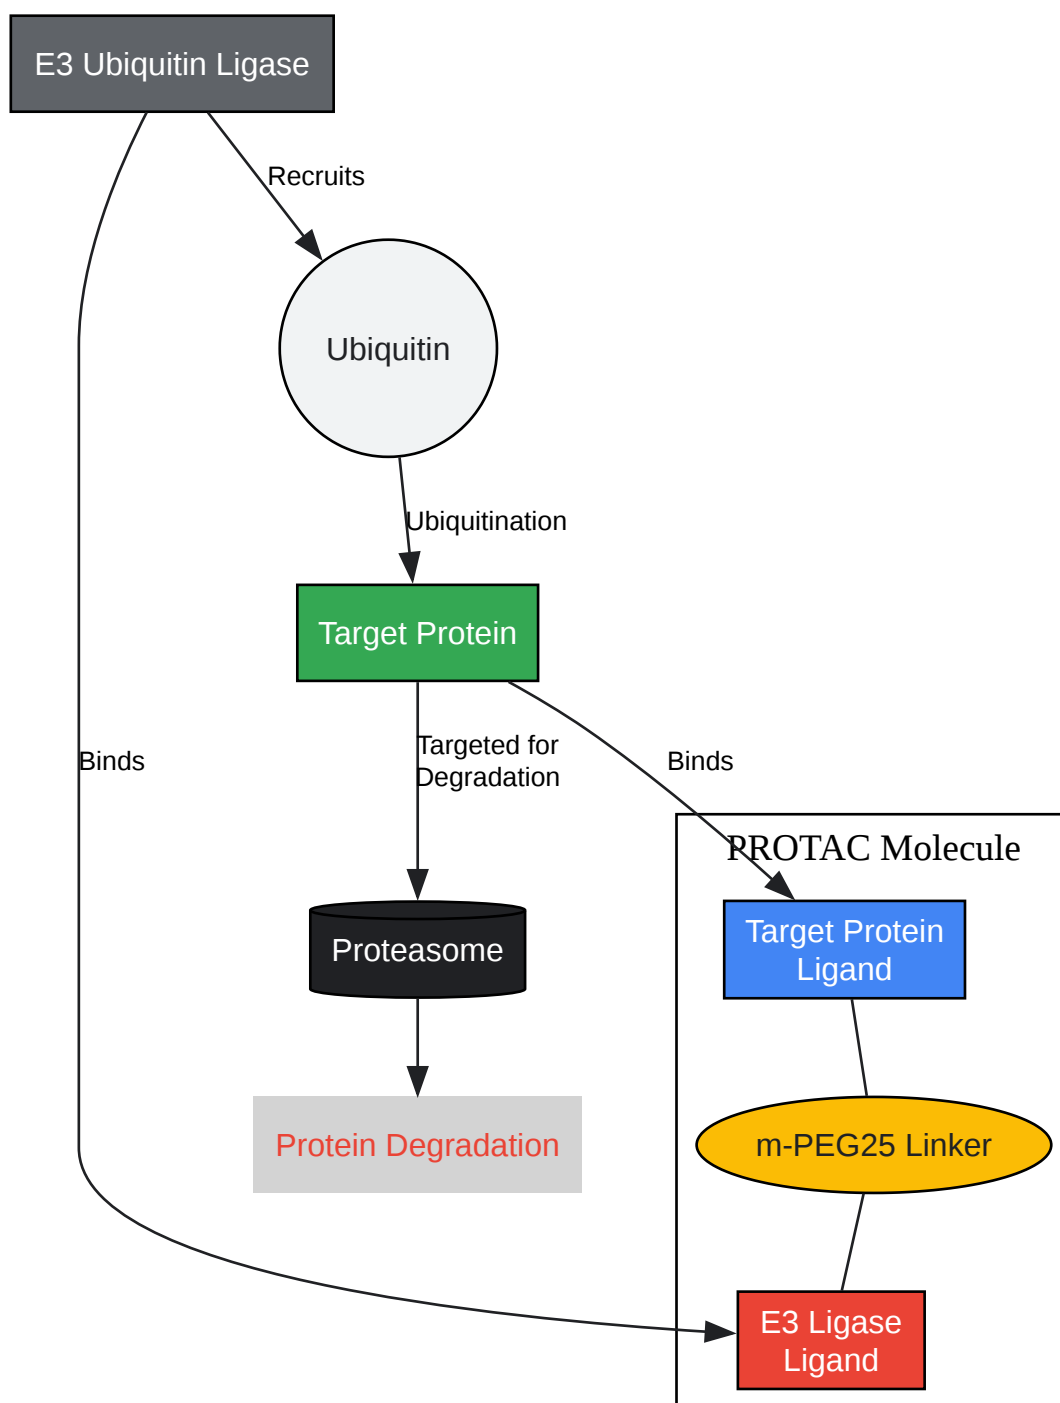 E3 Ubiquitin Ligase
Recruits
Ubiquitin
Ubiquitination
Target Protein
Targeted for
Degradation
Binds
Binds
PROTAC Molecule
Target Protein
Ligand
Proteasome
m-PEG25 Linker
Protein Degradation
E3 Ligase
Ligand